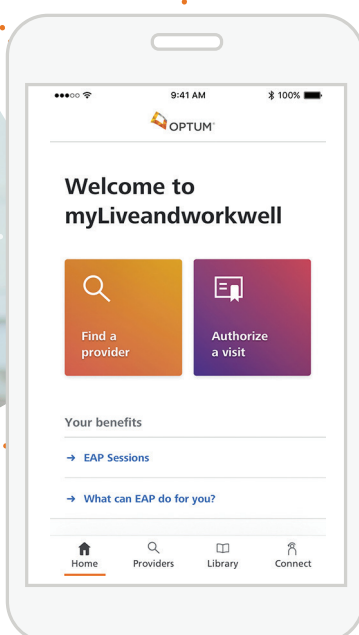 9:41 AM
100%
OPTUM®
Welcome to
myLiveandworkwell
Find a
provider
Authorize
a visit
Your benefits
→ EAP Sessions
→ What can EAP do for you?
Home Providers Library Connect